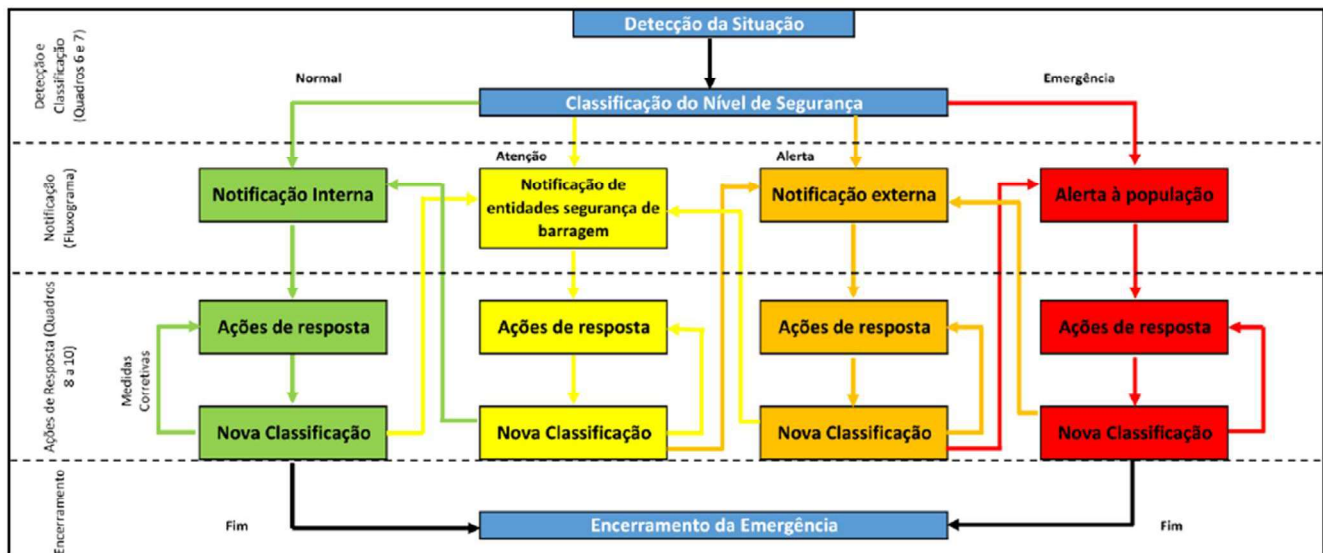 Detecção da Situação
Detecção e
Classificação
(Quadros 6 e 7)
Normal
Emergência
Classificação do Nível de Segurança
Atenção
Alerta
Notificação
(Fluxograma)
Notificação Interna
Notificação de
entidades segurança de
barragem
Notificação externa
Alerta à população
Ações de Resposta (Quadros
8 a 10)
Medidas
Corretivas
Ações de resposta
Ações de resposta
Ações de resposta
Ações de resposta
Nova Classificação
Nova Classificação
Nova Classificação
Nova Classificação
Encerramento
Fim
Encerramento da Emergência
Fim